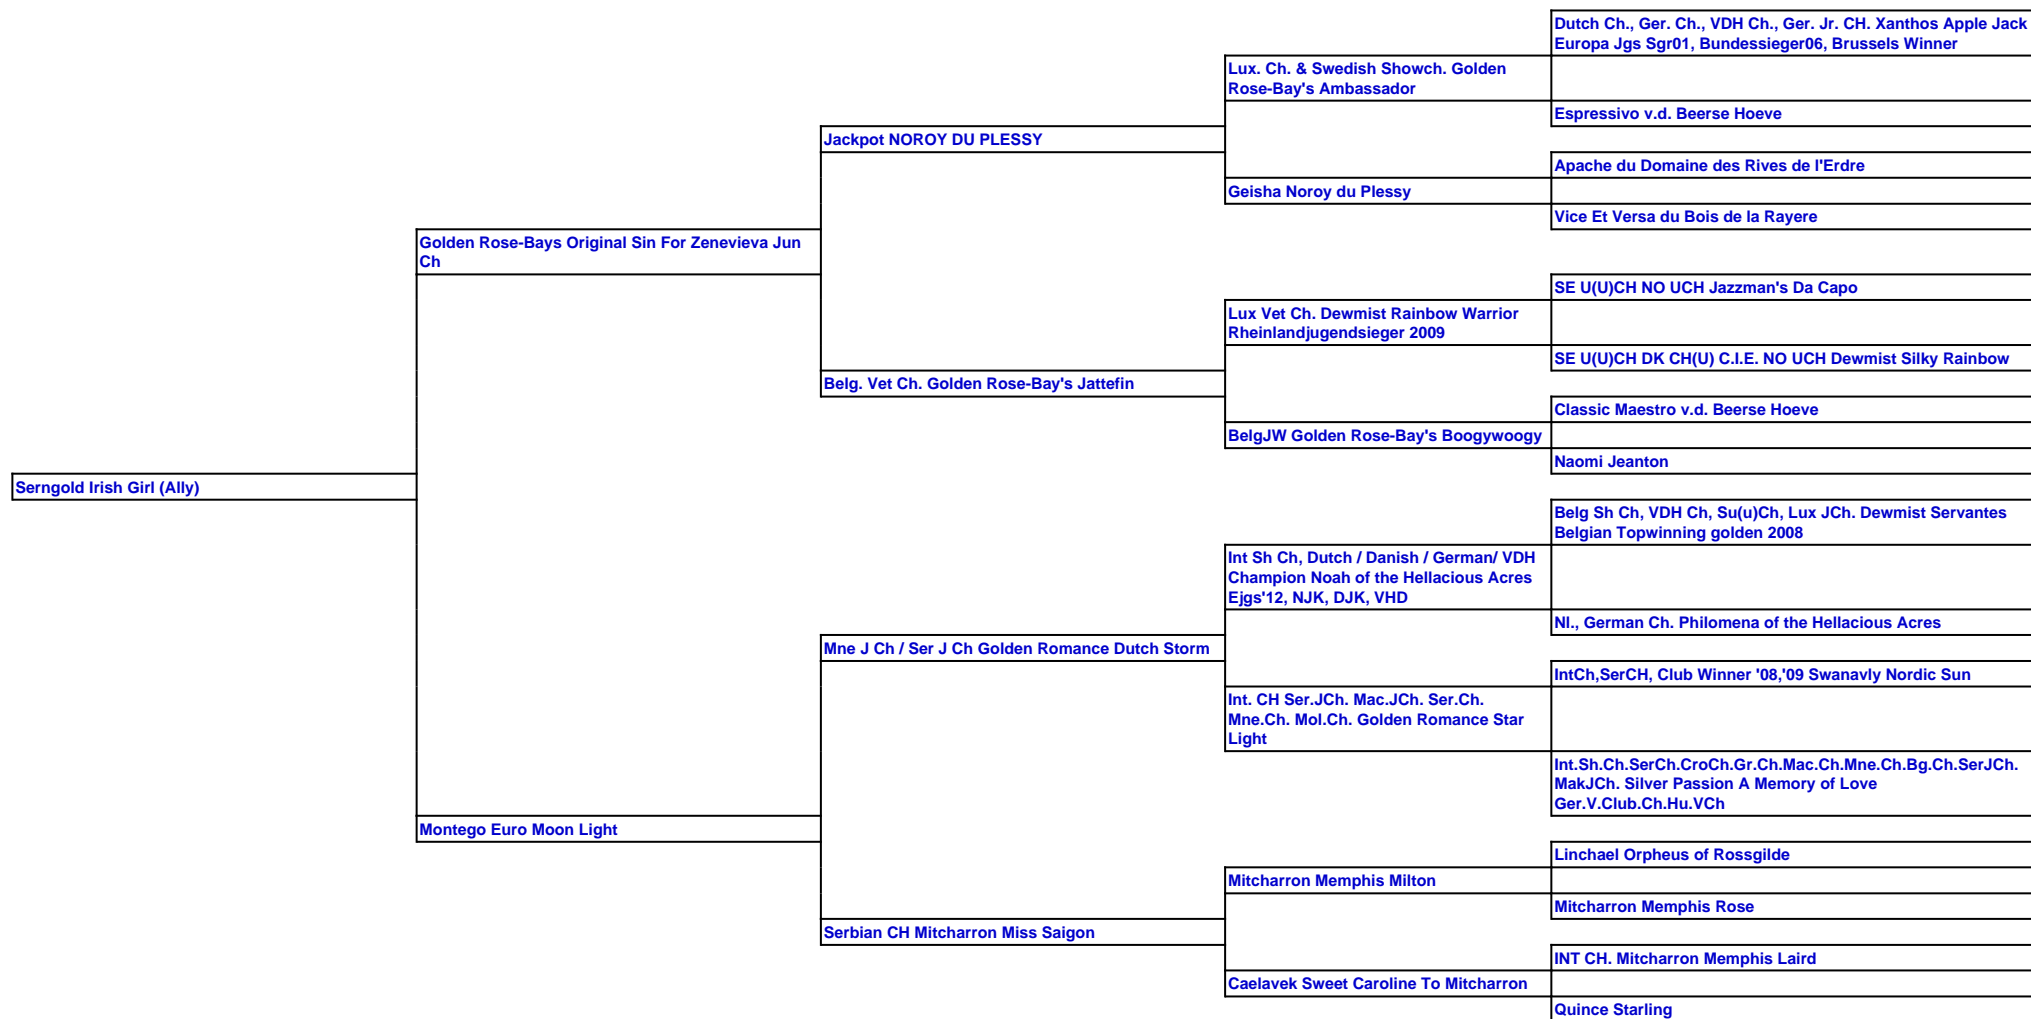 Dutch Ch., Ger. Ch., VDH Ch., Ger. Jr. CH. Xanthos Apple Jack
Europa Jgs Sgr01, Bundessieger06, Brussels Winner
Lux. Ch. & Swedish Showch. Golden
Rose-Bay's Ambassador
Espressivo v.d. Beerse Hoeve
Jackpot NOROY DU PLESSY
Apache du Domaine des Rives de l'Erdre
Geisha Noroy du Plessy
Vice Et Versa du Bois de la Rayere
Golden Rose-Bays Original Sin For Zenevieva Jun
Ch
SE U(U)CH NO UCH Jazzman's Da Capo
Lux Vet Ch. Dewmist Rainbow Warrior
Rheinlandjugendsieger 2009
SE U(U)CH DK CH(U) C.I.E. NO UCH Dewmist Silky Rainbow
Belg. Vet Ch. Golden Rose-Bay's Jattefin
Classic Maestro v.d. Beerse Hoeve
BelgJW Golden Rose-Bay's Boogywoogy
Naomi Jeanton
Serngold Irish Girl (Ally)
Belg Sh Ch, VDH Ch, Su(u)Ch, Lux JCh. Dewmist Servantes
Belgian Topwinning golden 2008
Int Sh Ch, Dutch / Danish / German/ VDH
Champion Noah of the Hellacious Acres
Ejgs'12, NJK, DJK, VHD
Nl., German Ch. Philomena of the Hellacious Acres
Mne J Ch / Ser J Ch Golden Romance Dutch Storm
IntCh,SerCH, Club Winner '08,'09 Swanavly Nordic Sun
Int. CH Ser.JCh. Mac.JCh. Ser.Ch.
Mne.Ch. Mol.Ch. Golden Romance Star
Light
Int.Sh.Ch.SerCh.CroCh.Gr.Ch.Mac.Ch.Mne.Ch.Bg.Ch.SerJCh.
MakJCh. Silver Passion A Memory of Love
Ger.V.Club.Ch.Hu.VCh
Montego Euro Moon Light
Linchael Orpheus of Rossgilde
Mitcharron Memphis Milton
Mitcharron Memphis Rose
Serbian CH Mitcharron Miss Saigon
INT CH. Mitcharron Memphis Laird
Caelavek Sweet Caroline To Mitcharron
Quince Starling